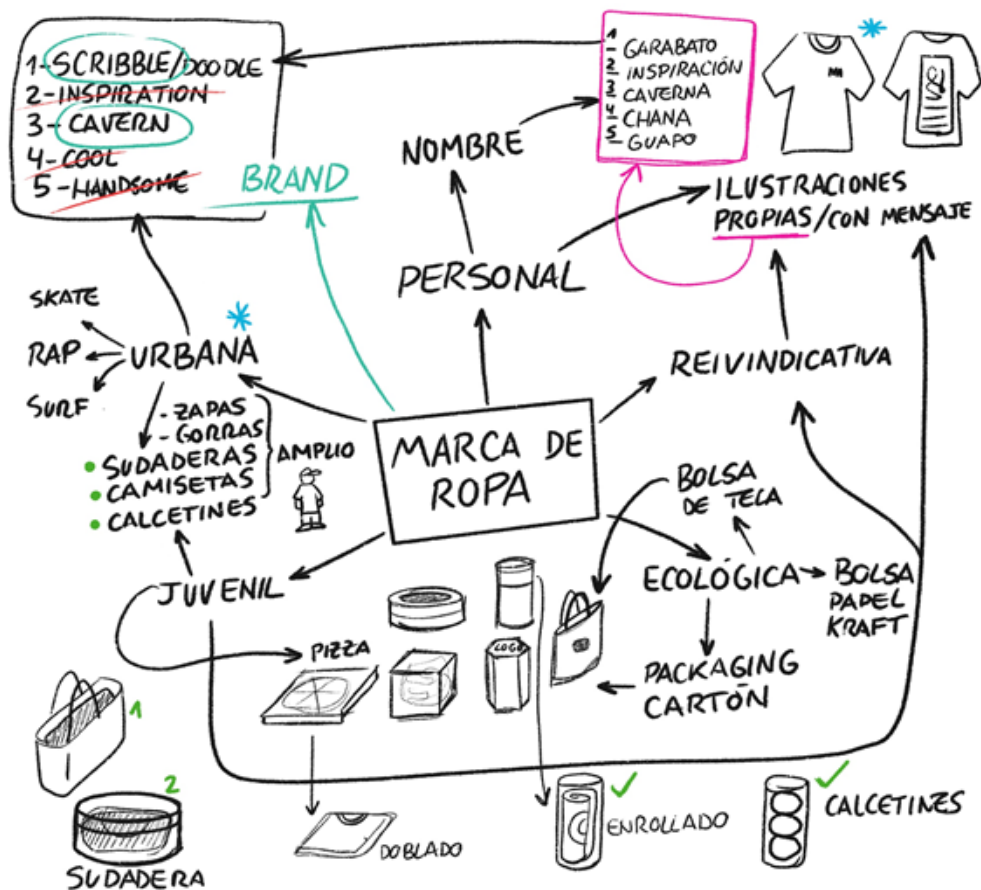 1-SCRIBBLE/DOODLE
2-INSPIRATION
3-CAVERN
4-COOL
5-HANDSOME
BRAND
NOMBRE
1- GARABATO
2- INSPIRACIÓN
3- CAVERNA
4- CHANA
5- GUAPO
ILUSTRACIONES
PROPIAS/CON MENSAJE
PERSONAL
SKATE
RAP
SURF
URBANA
REIVINDICATIVA
-ZAPAS
-GORRAS
SUDADERAS
CAMISETAS
CALCETINES
AMPLIO
MARCA DE
ROPA
BOLSA
DE TELA
ECOLÓGICA
BOLSA
PAPEL
KRAFT
JUVENIL
PIZZA
LOGO
PACKAGING
CARTÓN
1
2
SUDADERA
DOBLADO
ENROLLADO
CALCETINES